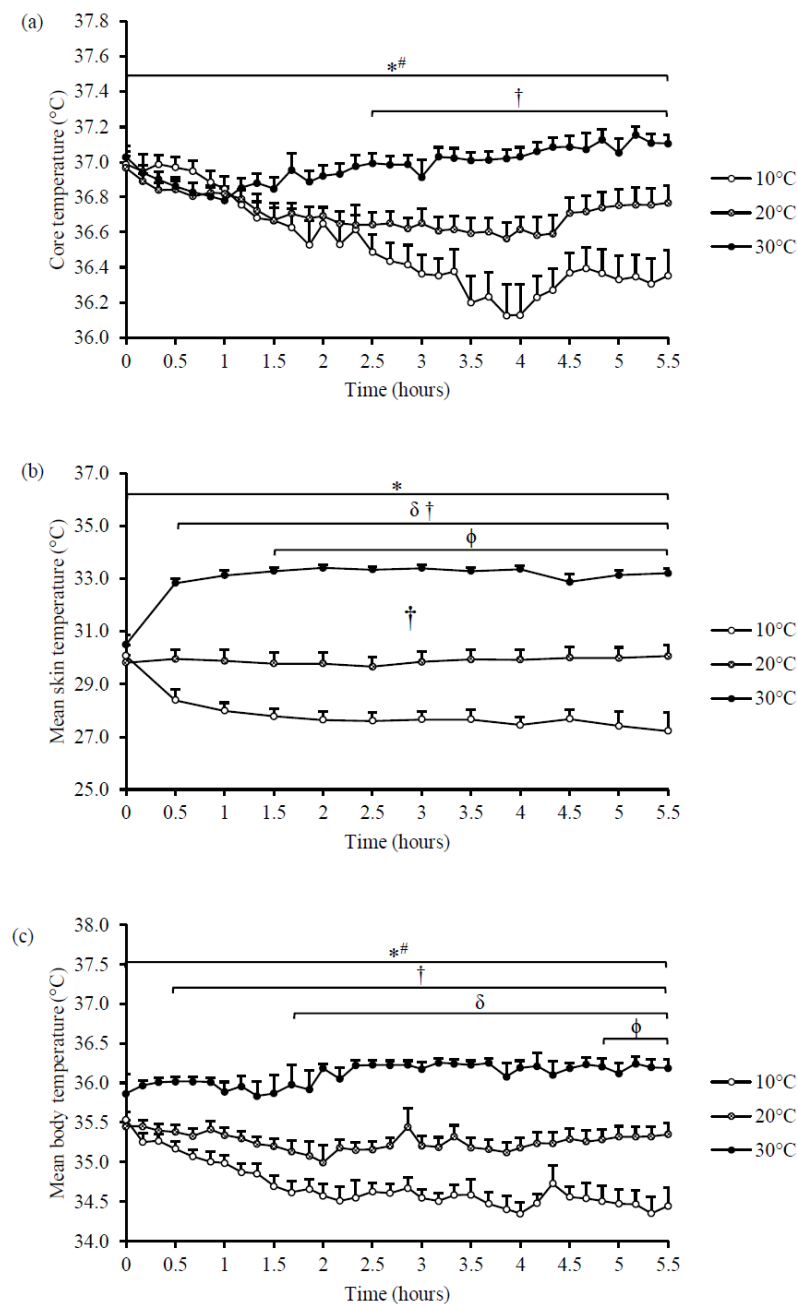 (a)
Core temperature (°C)
37.8
37.6
37.4
37.2
37.0
36.8
36.6
36.4
36.2
36.0
*#
†
10°C
20°C
30°C
0 0.5 1 1.5 2 2.5 3 3.5 4 4.5 5 5.5
Time (hours)
(b)
Mean skin temperature (°C)
37.0
35.0
33.0
31.0
29.0
27.0
25.0
*
δ †
ϕ
†
10°C
20°C
30°C
0 0.5 1 1.5 2 2.5 3 3.5 4 4.5 5 5.5
Time (hours)
(c)
Mean body temperature (°C)
38.0
37.5
37.0
36.5
36.0
35.5
35.0
34.5
34.0
*#
†
δ
ϕ
10°C
20°C
30°C
0 0.5 1 1.5 2 2.5 3 3.5 4 4.5 5 5.5
Time (hours)